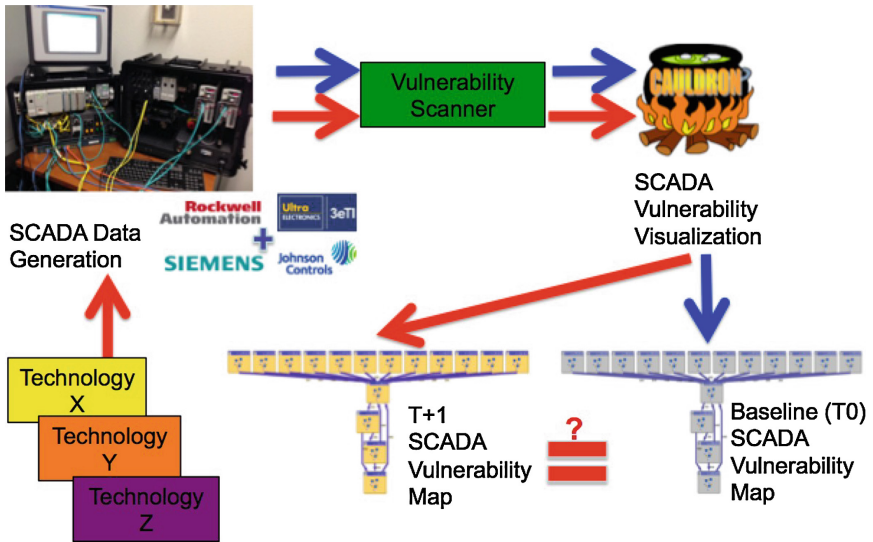 Vulnerability
Scanner
CAULDRON
SCADA
Vulnerability
Visualization
SCADA Data
Generation
Rockwell
Automation
Ultra
ELECTRONICS
3eTI
+
SIEMENS
Johnson
Controls
Technology
X
Technology
Y
Technology
Z
T+1
SCADA
Vulnerability
Map
?
Baseline (T0)
SCADA
Vulnerability
Map